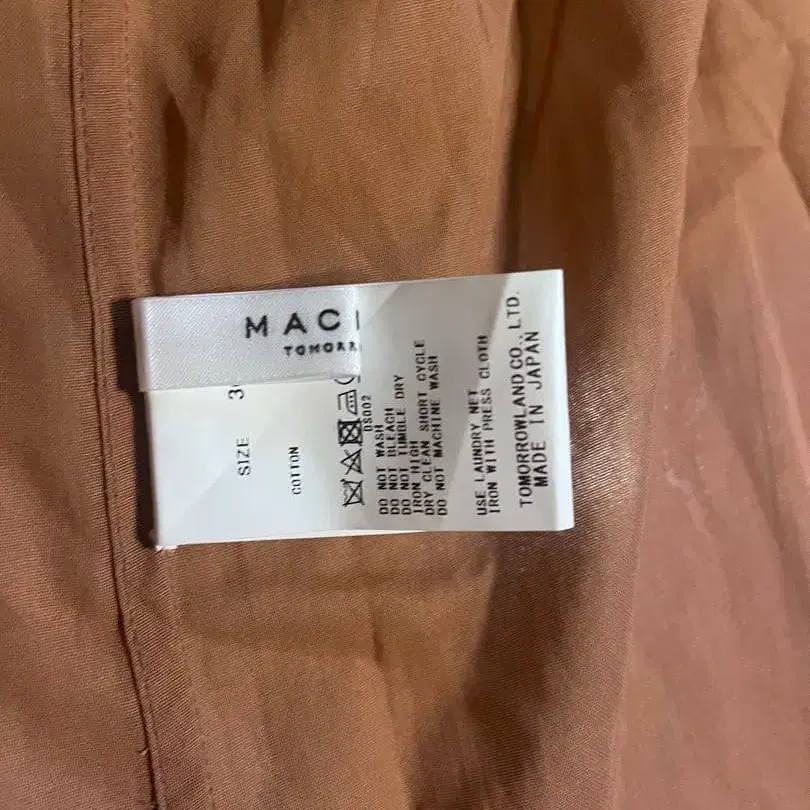 MACI
TOMORR
SIZE 3
COTTON
DS002
DO NOT WASH
DO NOT BLEACH
DO NOT TUMBLE DRY
IRON HIGH
DRY CLEAN SHORT CYCLE
DO NOT MACHINE WASH
USE LAUNDRY NET
IRON WITH PRESS CLOTH
TOMORROWLAND CO., LTD.
MADE IN JAPAN